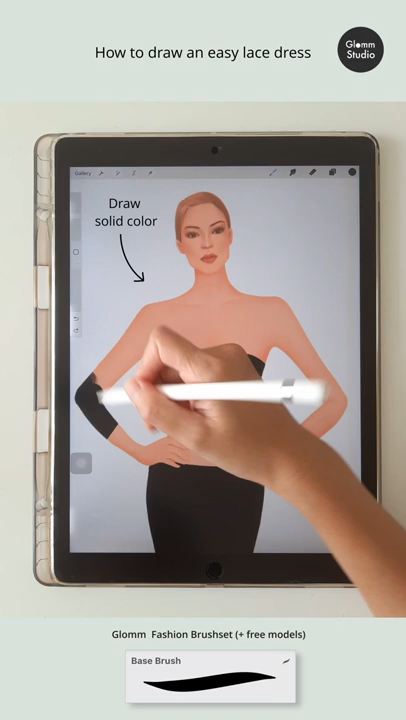 How to draw an easy lace dress
Glomm
Studio
Gallery
Draw
solid color
Glomm Fashion Brushset (+ free models)
Base Brush